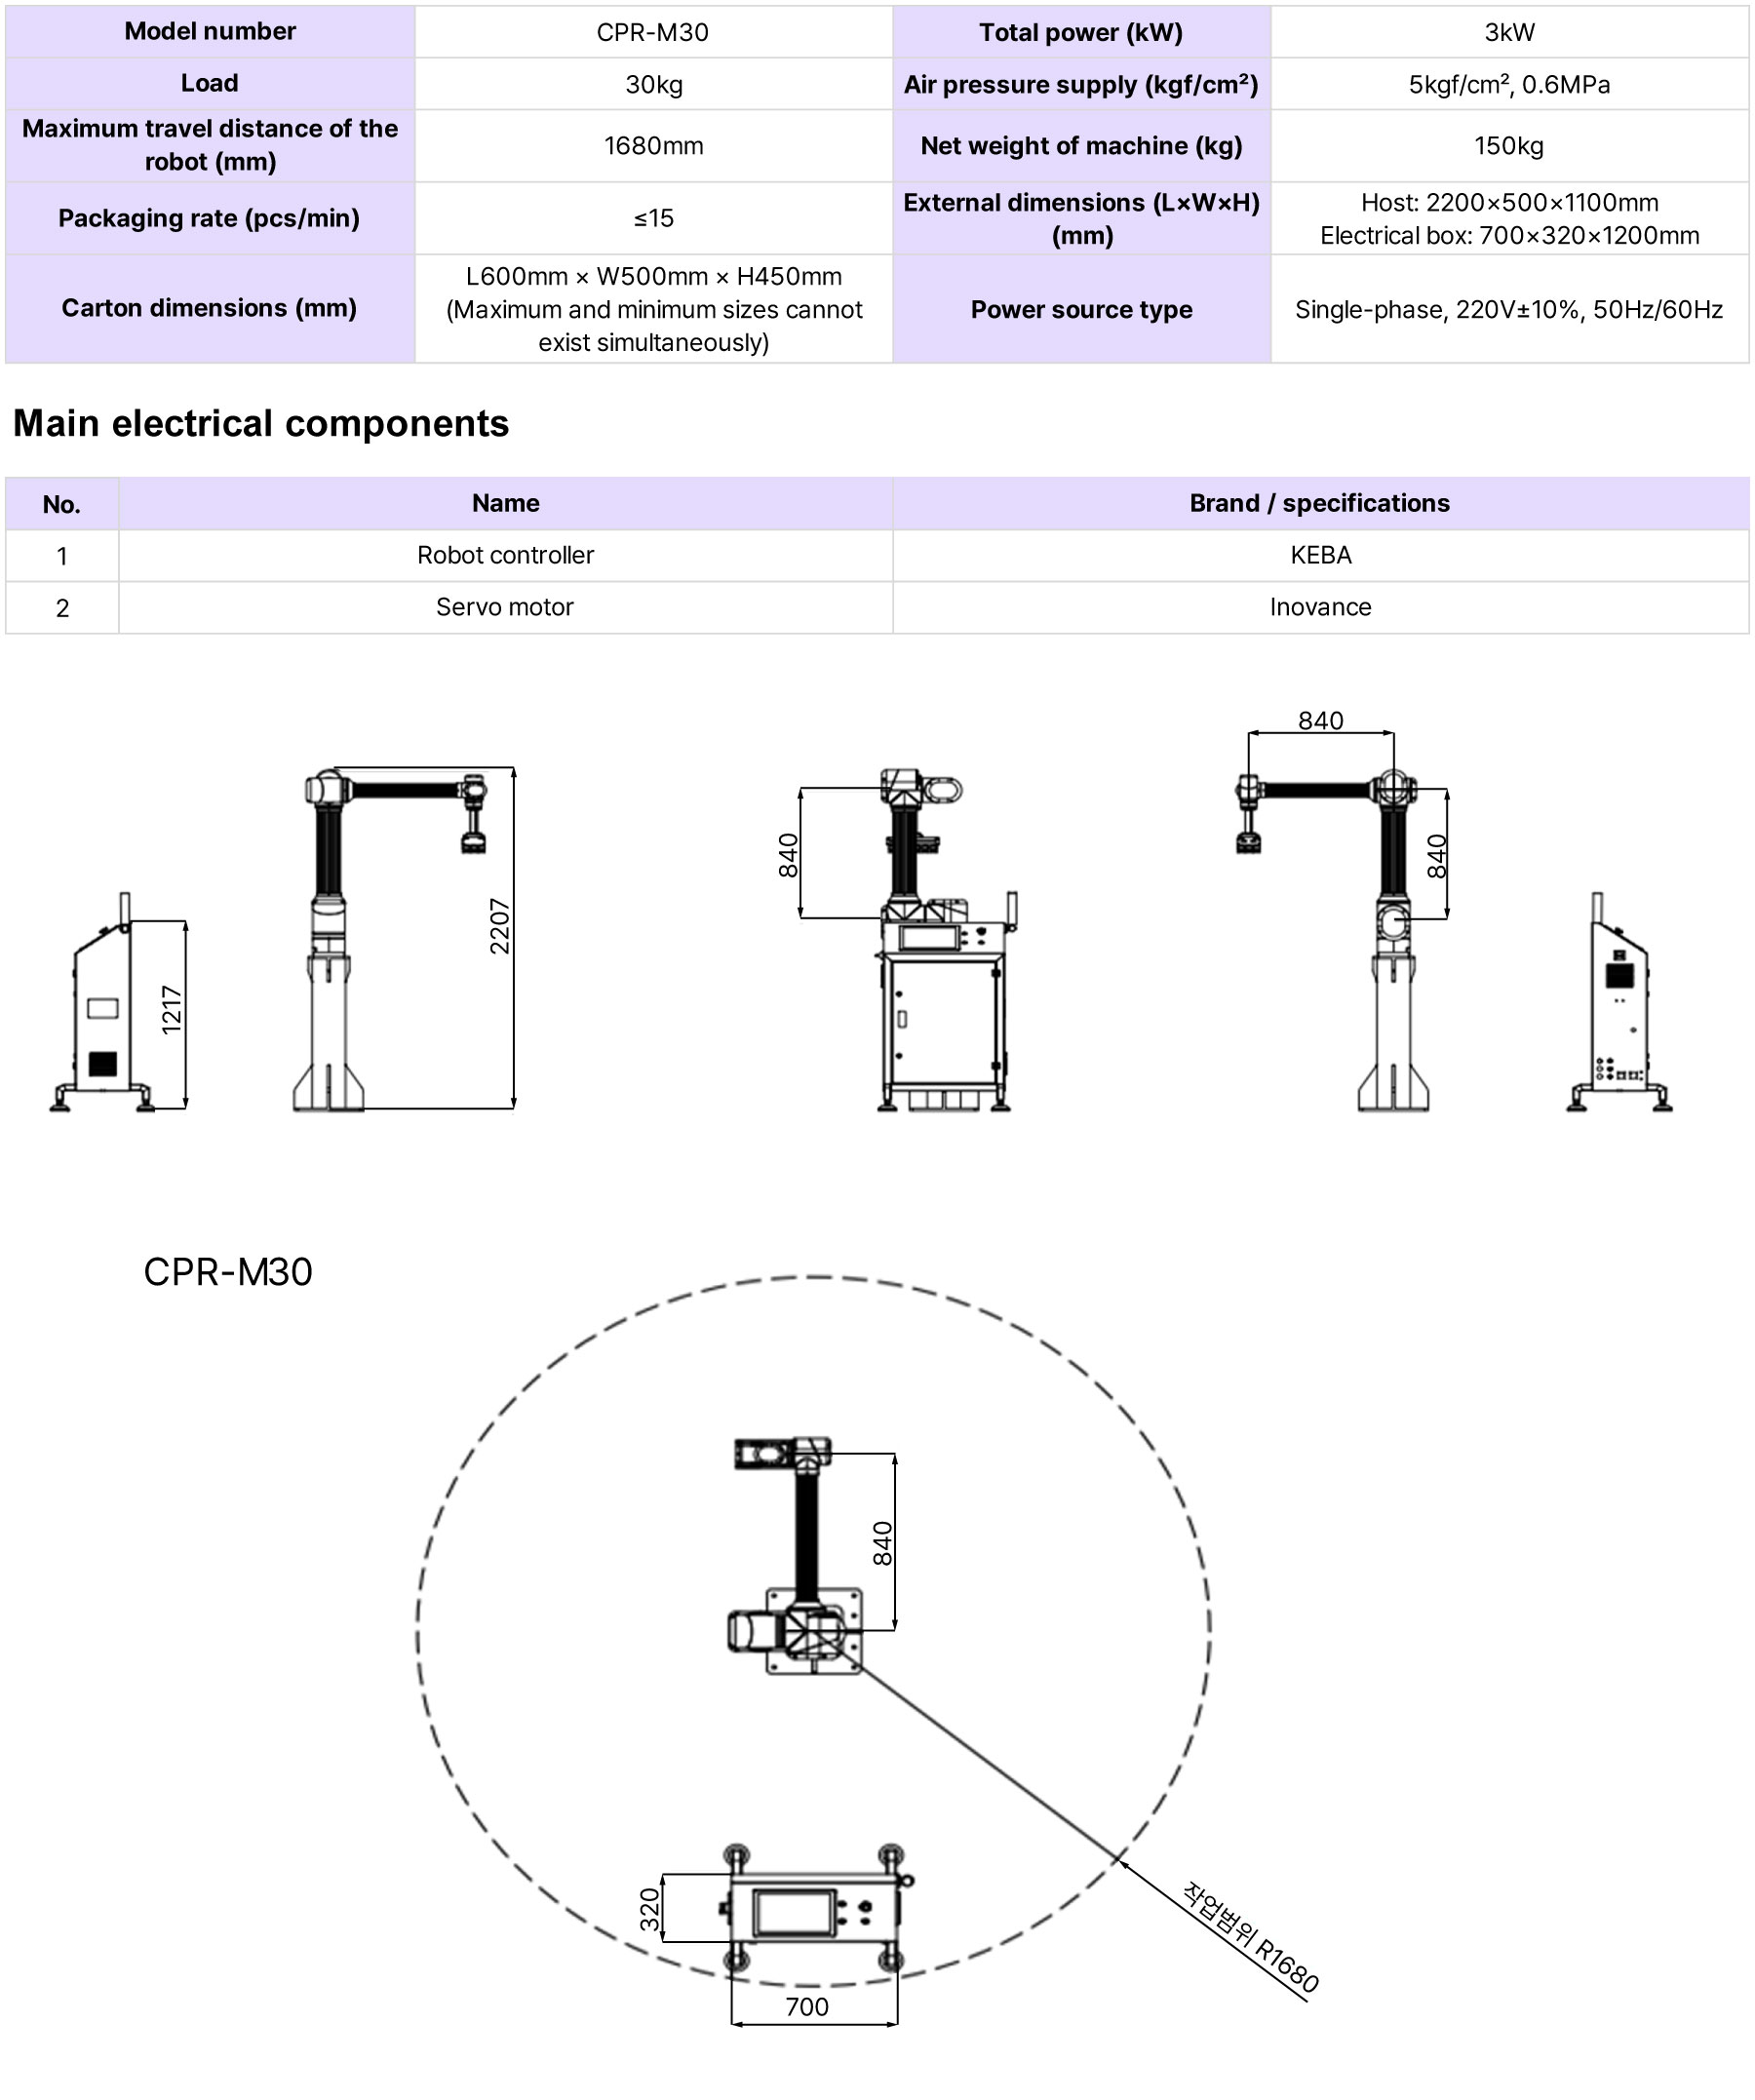 Model number
CPR-M30
Total power (kW)
3kW
Load
30kg
Air pressure supply (kgf/cm²)
5kgf/cm², 0.6MPa
Maximum travel distance of the
robot (mm)
1680mm
Net weight of machine (kg)
150kg
Packaging rate (pcs/min)
≤15
External dimensions (L×W×H)
(mm)
Host: 2200×500×1100mm
Electrical box: 700×320×1200mm
Carton dimensions (mm)
L600mm × W500mm × H450mm
(Maximum and minimum sizes cannot
exist simultaneously)
Power source type
Single-phase, 220V±10%, 50Hz/60Hz
Main electrical components
No.
Name
Brand / specifications
1
Robot controller
KEBA
2
Servo motor
Inovance
1217
2207
840
840
840
CPR-M30
840
320
700
작업범위 R1680